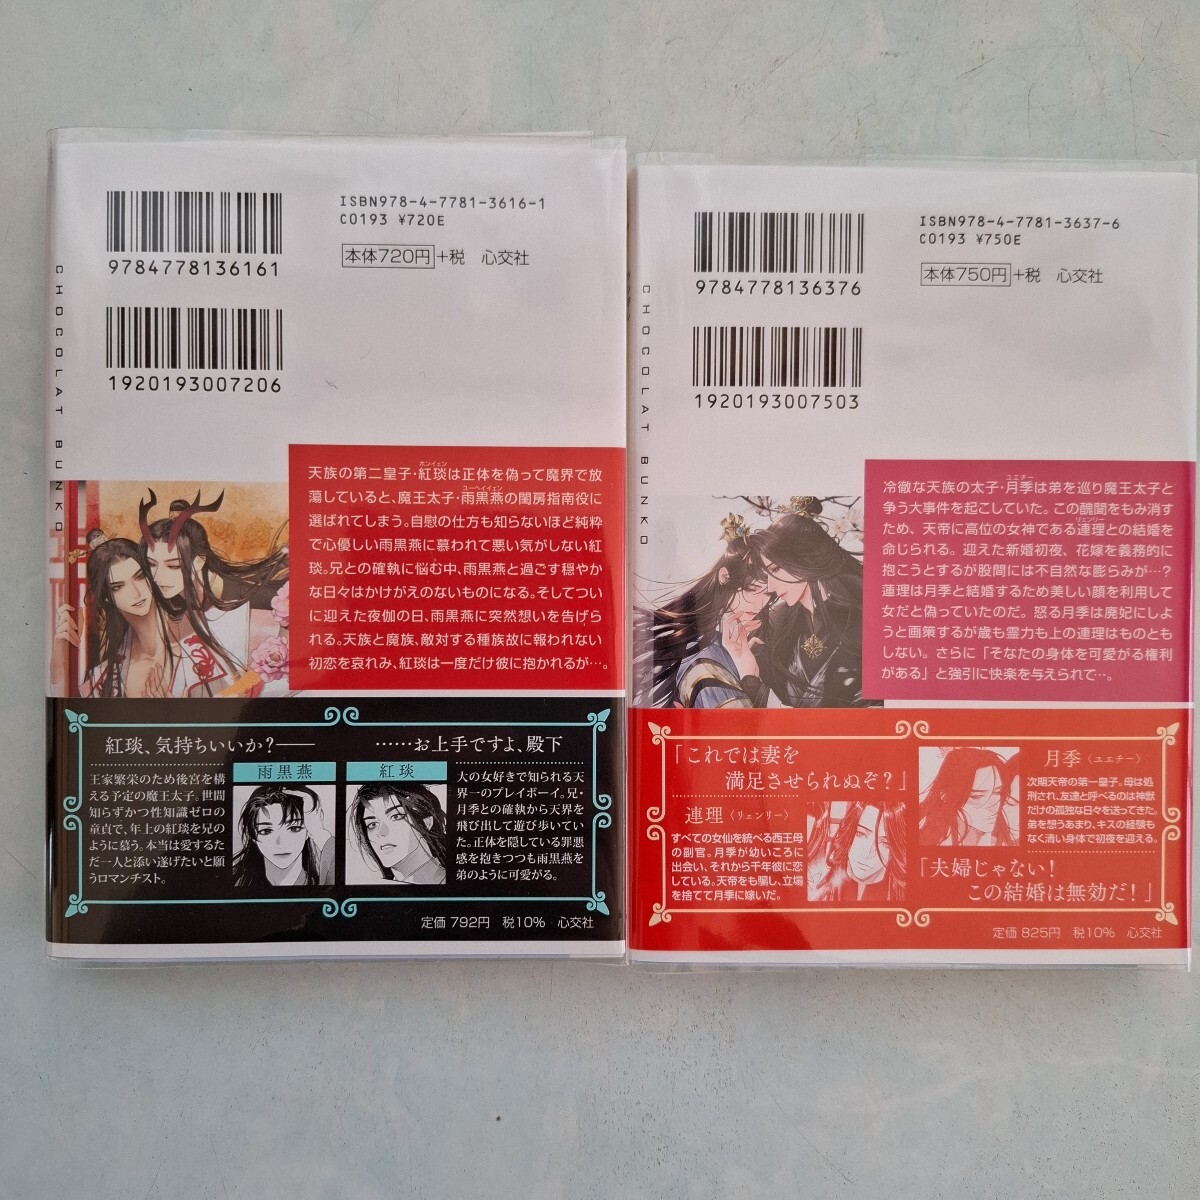 CHOCOLAT BUNKO
ISBN978-4-7781-3616-1
C0193 ¥720E
本体720円+税 心交社
9784778136161
1920193007206
天族の第二皇子・紅琰は正体を偽って魔界で放
ホンイェン
蕩していると、魔王太子・雨黒燕の閨房指南役に
ユーヘイイェン
選ばれてしまう。自慰の仕方も知らないほど純粋
で心優しい雨黒燕に慕われて悪い気がしない紅
琰。兄との確執に悩む中、雨黒燕と過ごす穏やか
な日々はかけがえのないものになる。そしてつい
に迎えた夜伽の日、雨黒燕に突然想いを告げら
れる。天族と魔族、敵対する種族故に報われない
初恋を哀れみ、紅琰は一度だけ彼に抱かれるが…。
紅琰、気持ちいいか?――
……お上手ですよ、殿下
雨黒燕
王家繁栄のため後宮を構
える予定の魔王太子。世間
知らずかつ性知識ゼロの
童貞で、年上の紅琰を兄の
ように慕う。本当は愛するた
だ一人と添い遂げたいと願
うロマンチスト。
紅琰
大の女好きで知られる天
界一のプレイボーイ。兄・
月季との確執から天界を
飛び出して遊び歩いてい
た。正体を隠している罪悪
感を抱きつつも雨黒燕を
弟のように可愛がる。
定価 792円 税10% 心交社
CHOCOLAT BUNKO
ISBN978-4-7781-3637-6
C0193 ¥750E
本体750円+税 心交社
9784778136376
1920193007503
冷徹な天族の太子・月季は弟を巡り魔王太子と
ユエチー
争う大事件を起こしていた。この醜聞をもみ消す
ため、天帝に高位の女神である連理との結婚を
リェンリー
命じられる。迎えた新婚初夜、花嫁を義務的に
抱こうとするが股間には不自然な膨らみが…?
連理は月季と結婚するため美しい顔を利用して
女だと偽っていたのだ。怒る月季は廃妃にしよ
うと画策するが歳も霊力も上の連理はものとも
しない。さらに「そなたの身体を可愛がる権利
がある」と強引に快楽を与えられて…。
「これでは妻を
満足させられぬぞ?」
連理〈リェンリー〉
すべての女仙を統べる西王母
の副官。月季が幼いころに
出会い、それから千年彼に恋
している。天帝をも騙し、立場
を捨てて月季に嫁いだ。
月季〈ユエチー〉
次期天帝の第一皇子。母は処
刑され、友達と呼べるのは神獣
だけの孤独な日々を送ってきた。
弟を想うあまり、キスの経験も
なく清い身体で初夜を迎える。
「夫婦じゃない!
この結婚は無効だ!」
定価 825円 税10% 心交社